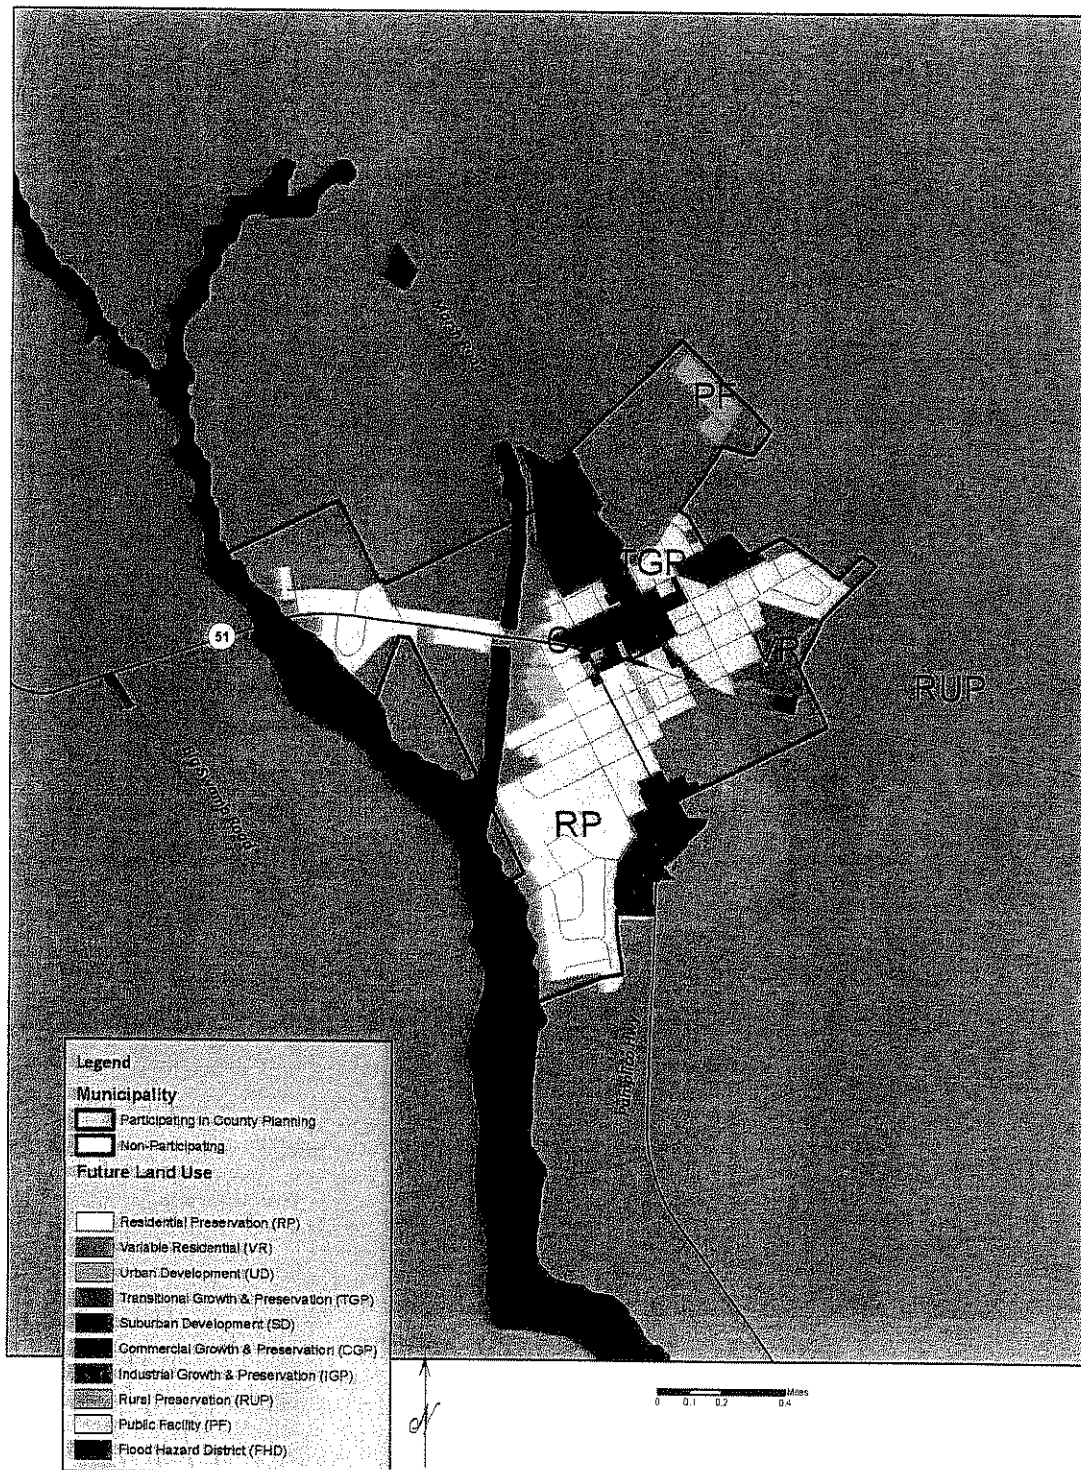 PF
TGP
C
51
VR
RUP
RP
Pamplico Hwy
Legend
Municipality
Participating in County Planning
Non-Participating
Future Land Use
Residential Preservation (RP)
Variable Residential (VR)
Urban Development (UD)
Transitional Growth & Preservation (TGP)
Suburban Development (SD)
Commercial Growth & Preservation (CGP)
Industrial Growth & Preservation (IGP)
Rural Preservation (RUP)
Public Facility (PF)
Flood Hazard District (FHD)
N
Miles
0 0.1 0.2 0.4